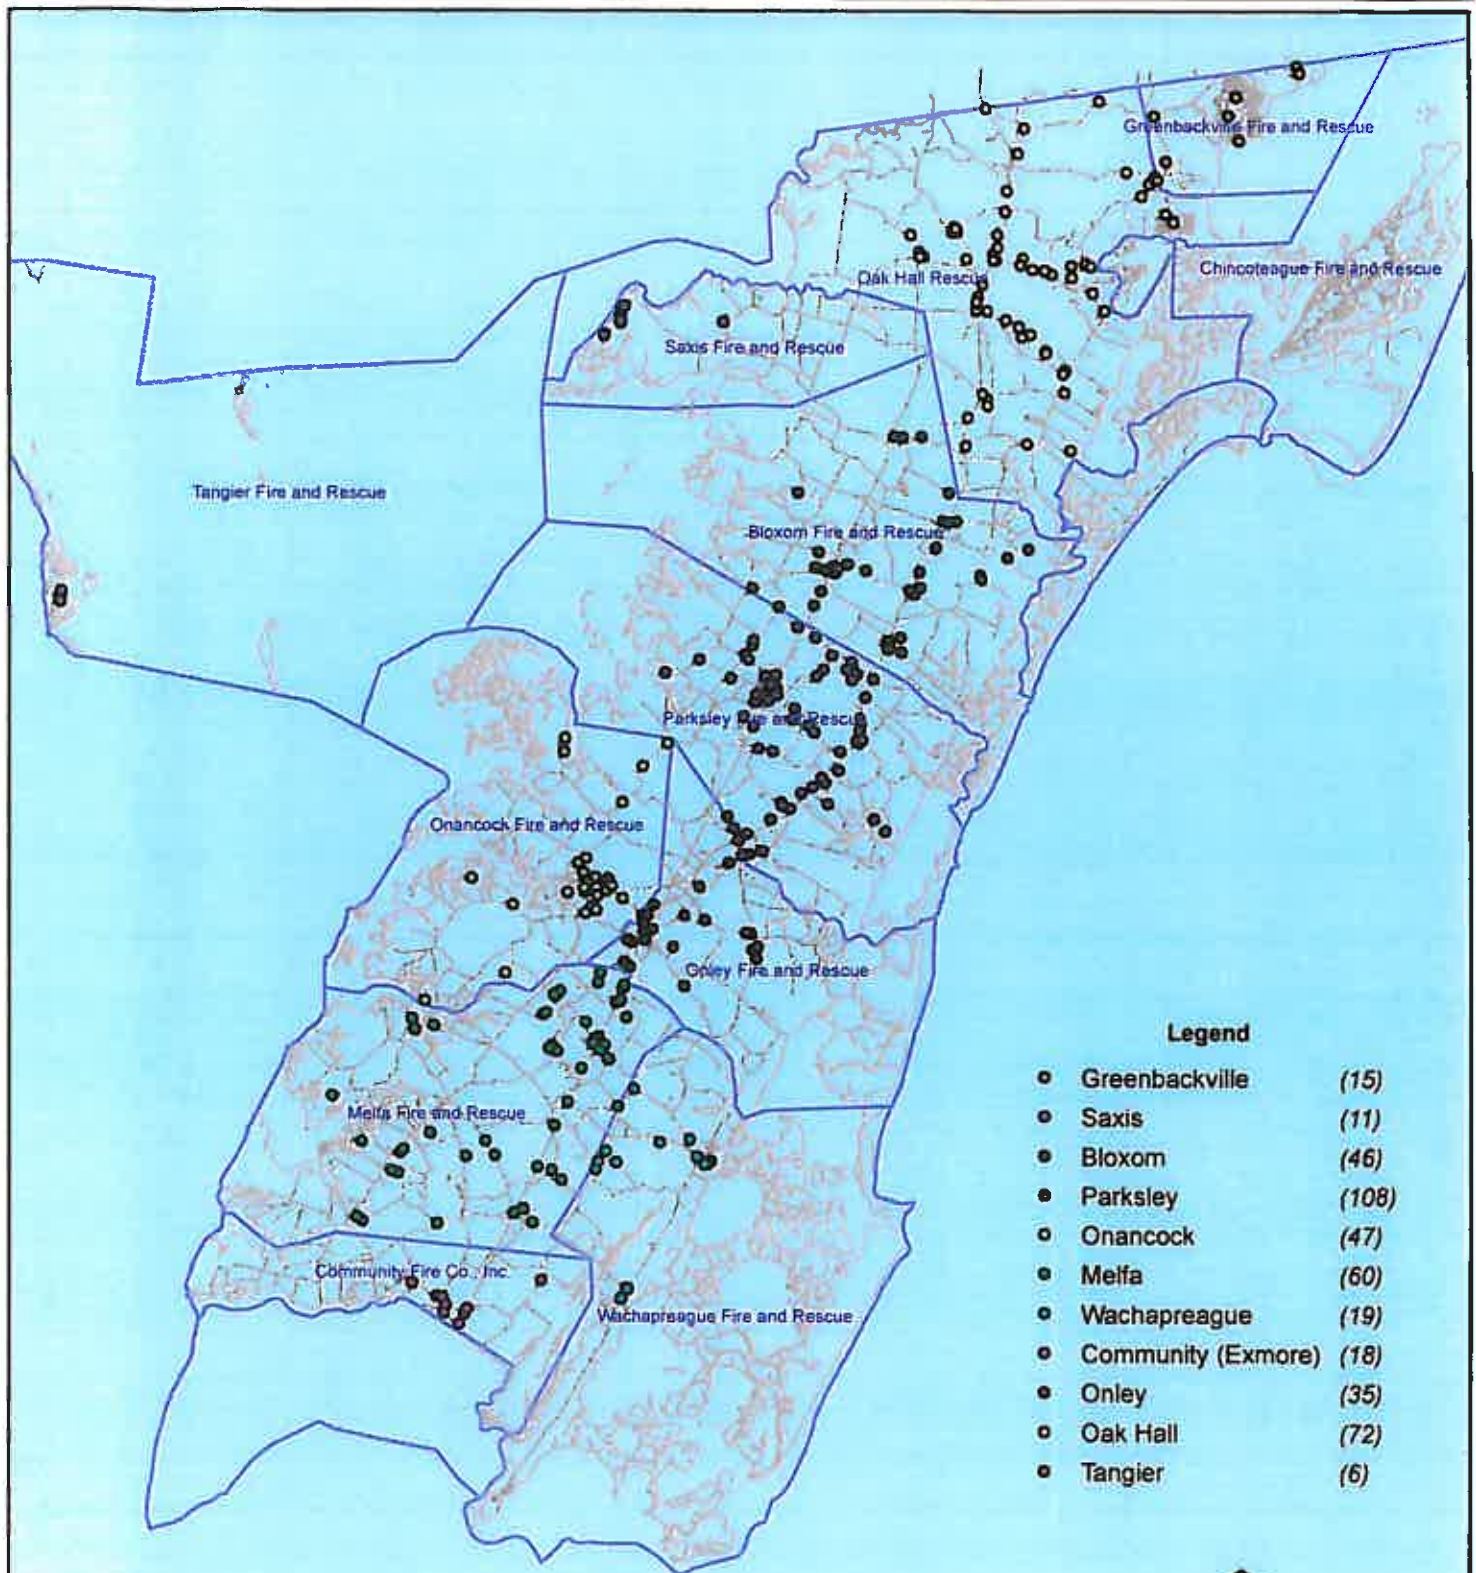 Greenbackville Fire and Rescue
Chincoteague Fire and Rescue
Oak Hall Rescue
Saxis Fire and Rescue
Tangier Fire and Rescue
Bloxom Fire and Rescue
Parksley Fire and Rescue
Onancock Fire and Rescue
Onley Fire and Rescue
Melfa Fire and Rescue
Community Fire Co., Inc.
Wachapreague Fire and Rescue
Legend
Greenbackville (15)
Saxis (11)
Bloxom (46)
Parksley (108)
Onancock (47)
Melfa (60)
Wachapreague (19)
Community (Exmore) (18)
Onley (35)
Oak Hall (72)
Tangier (6)